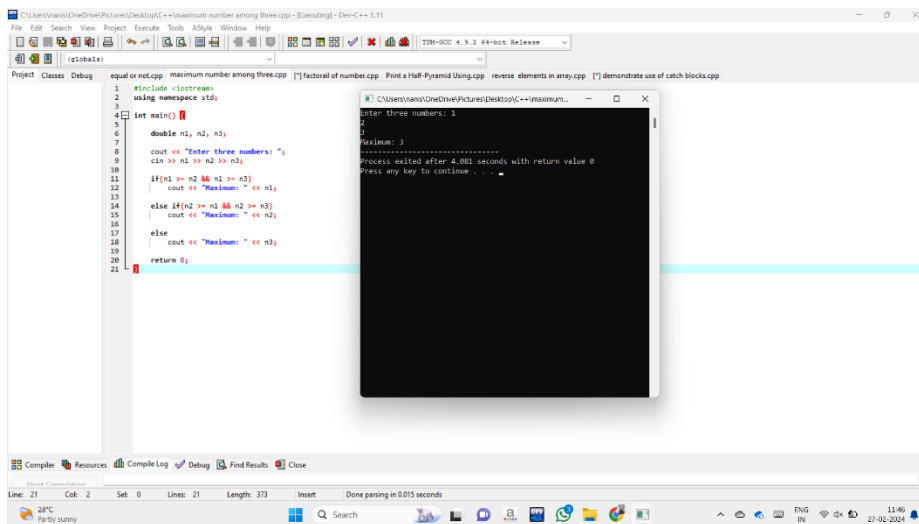 C:\Users\nanis\OneDrive\Pictures\Desktop\C++\maximum number among three.cpp - [Executing] - Dev-C++ 5.11
File Edit Search View Project Execute Tools AStyle Window Help
TDM-GCC 4.9.2 64-bit Release
(globals)
Project Classes Debug
equal or not.cpp maximum number among three.cpp [*] factorail of number.cpp Print a Half-Pyramid Using.cpp reverse elements in array.cpp [*] demonstrate use of catch blocks.cpp
1 #include <iostream>
2 using namespace std;
3
4 int main() {
5
6 double n1, n2, n3;
7
8 cout << "Enter three numbers: ";
9 cin >> n1 >> n2 >> n3;
10
11 if(n1 >= n2 && n1 >= n3)
12 cout << "Maximum: " << n1;
13
14 else if(n2 >= n1 && n2 >= n3)
15 cout << "Maximum: " << n2;
16
17 else
18 cout << "Maximum: " << n3;
19
20 return 0;
21 }
C:\Users\nanis\OneDrive\Pictures\Desktop\C++\maximum...
Enter three numbers: 1
2
3
Maximum: 3
--------------------------------
Process exited after 4.081 seconds with return value 0
Press any key to continue . . .
Compiler Resources Compile Log Debug Find Results Close
Abort Compilation
Line: 21 Col: 2 Sel: 0 Lines: 21 Length: 373 Insert Done parsing in 0.015 seconds
28°C
Partly sunny
Search
ENG
IN
11:46
27-02-2024